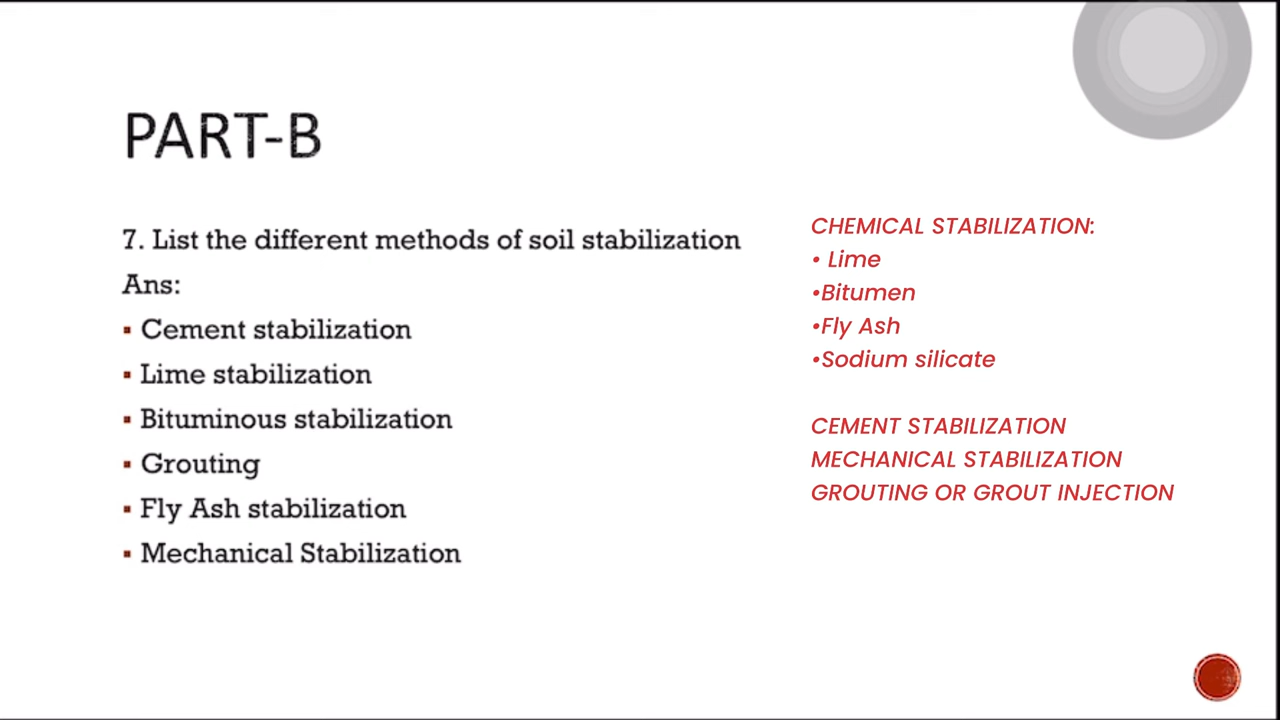 PART-B
7. List the different methods of soil stabilization
Ans:
▪ Cement stabilization
▪ Lime stabilization
▪ Bituminous stabilization
▪ Grouting
▪ Fly Ash stabilization
▪ Mechanical Stabilization
CHEMICAL STABILIZATION:
• Lime
•Bitumen
•Fly Ash
•Sodium silicate
CEMENT STABILIZATION
MECHANICAL STABILIZATION
GROUTING OR GROUT INJECTION